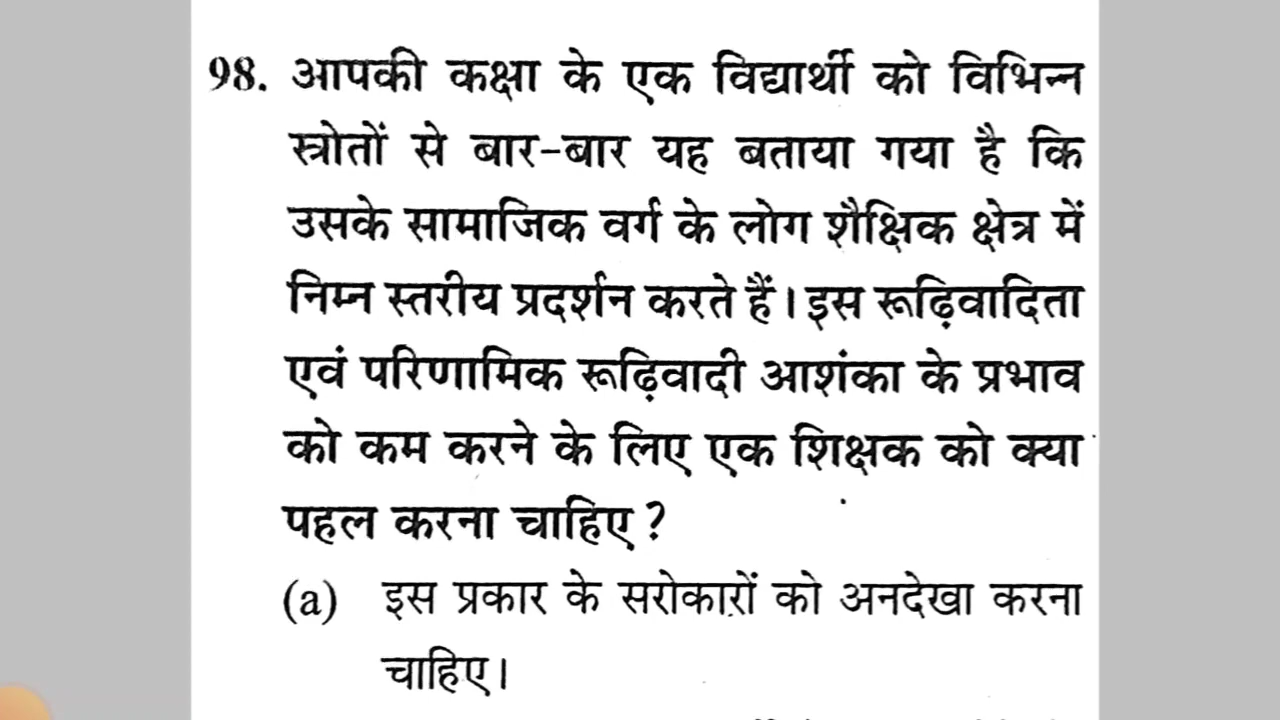 98. आपकी कक्षा के एक विद्यार्थी को विभिन्न
स्त्रोतों से बार-बार यह बताया गया है कि
उसके सामाजिक वर्ग के लोग शैक्षिक क्षेत्र में
निम्न स्तरीय प्रदर्शन करते हैं। इस रूढ़िवादिता
एवं परिणामिक रूढ़िवादी आशंका के प्रभाव
को कम करने के लिए एक शिक्षक को क्या
पहल करना चाहिए?
(a) इस प्रकार के सरोकारों को अनदेखा करना
चाहिए।